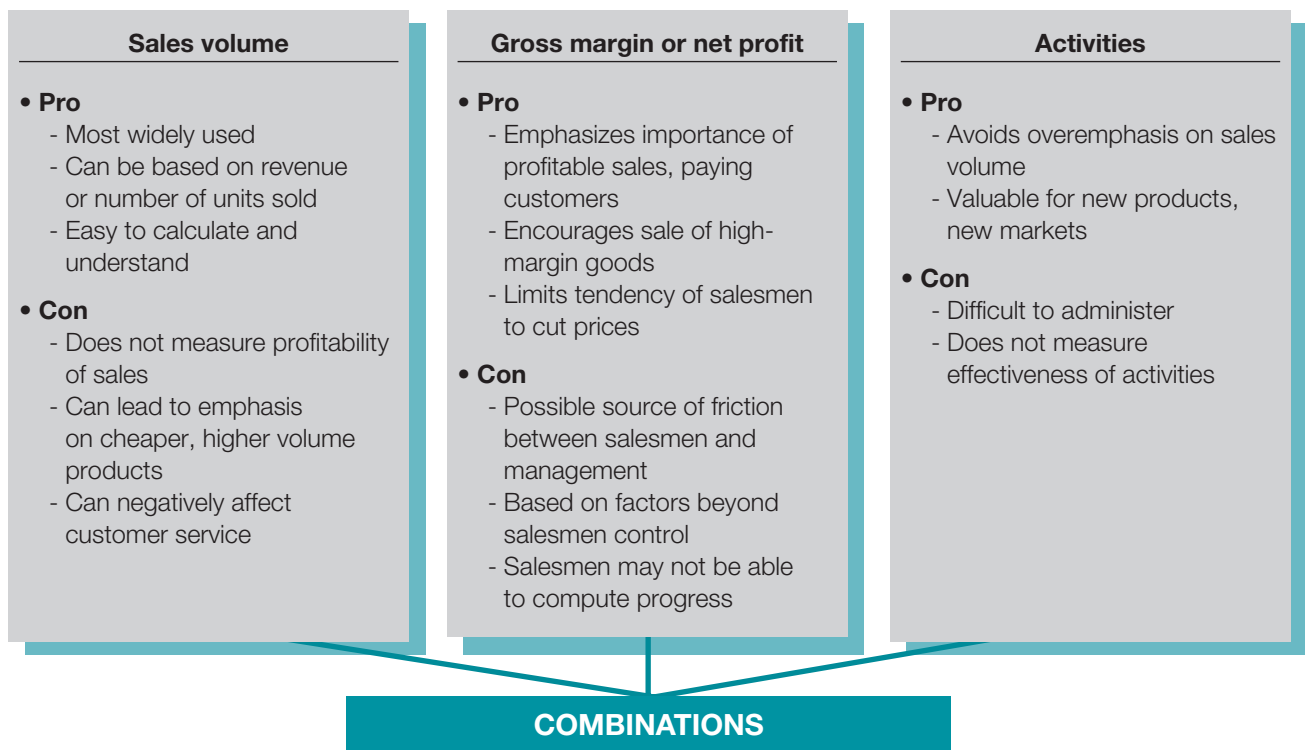 Sales volume
• Pro
- Most widely used
- Can be based on revenue
or number of units sold
- Easy to calculate and
understand
• Con
- Does not measure profitability
of sales
- Can lead to emphasis
on cheaper, higher volume
products
- Can negatively affect
customer service
Gross margin or net profit
• Pro
- Emphasizes importance of
profitable sales, paying
customers
- Encourages sale of high-
margin goods
- Limits tendency of salesmen
to cut prices
• Con
- Possible source of friction
between salesmen and
management
- Based on factors beyond
salesmen control
- Salesmen may not be able
to compute progress
Activities
• Pro
- Avoids overemphasis on sales
volume
- Valuable for new products,
new markets
• Con
- Difficult to administer
- Does not measure
effectiveness of activities
COMBINATIONS